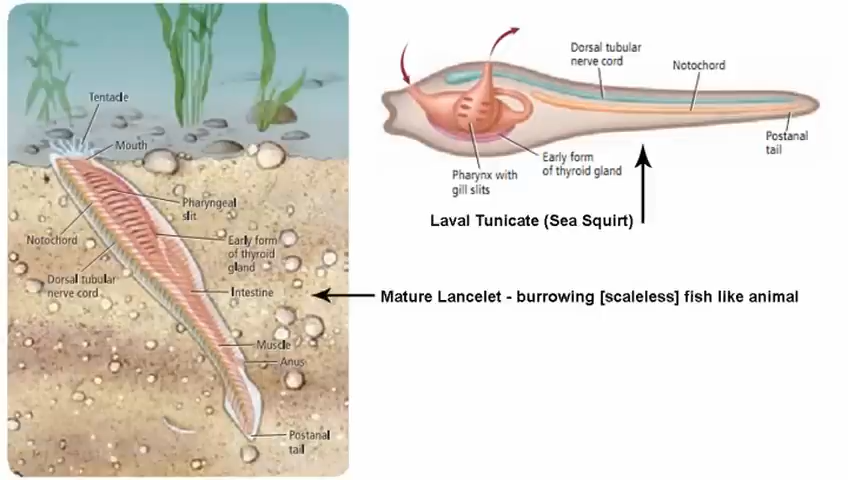 Tentacle
Mouth
Pharyngeal
slit
Notochord
Early form
of thyroid
gland
Dorsal tubular
nerve cord
Intestine
Muscle
Anus
Postanal
tail
Dorsal tubular
nerve cord
Notochord
Postanal
tail
Early form
of thyroid gland
Pharynx with
gill slits
Laval Tunicate (Sea Squirt)
Mature Lancelet - burrowing [scaleless] fish like animal